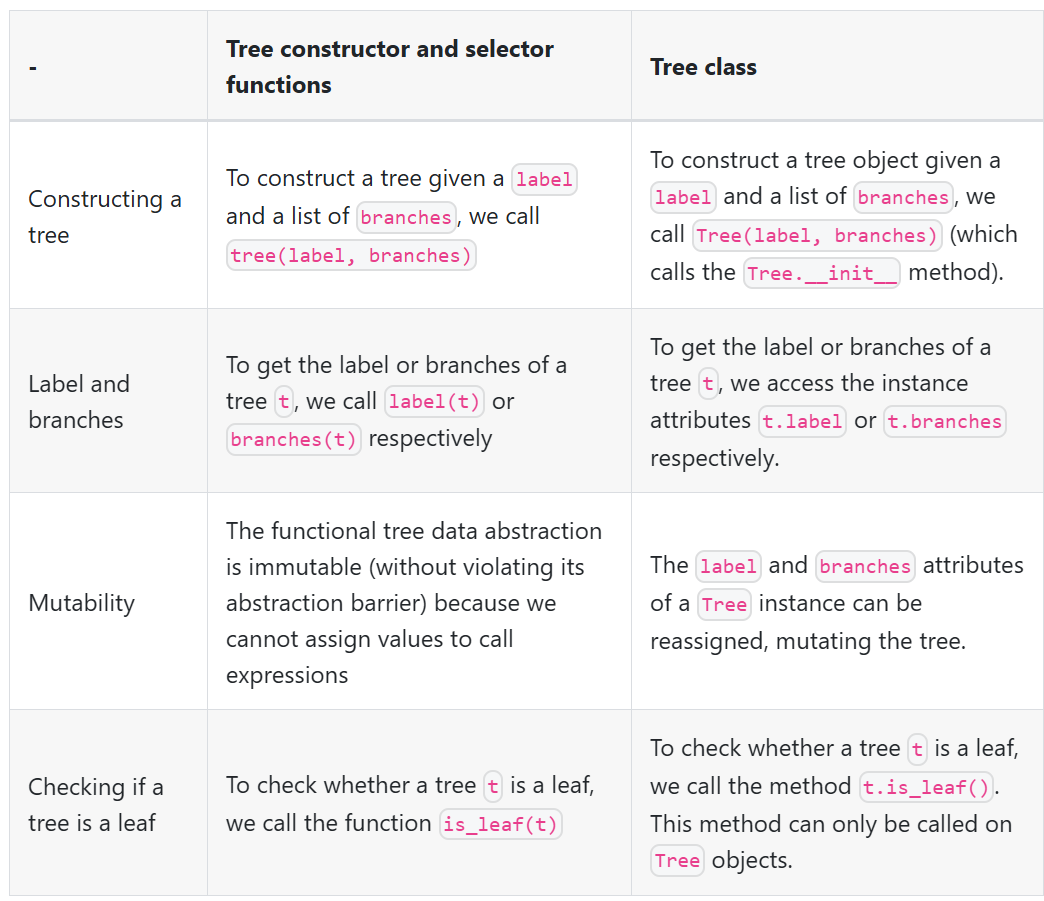 -
Tree constructor and selector
functions
Tree class
Constructing a
tree
To construct a tree given a label
and a list of branches, we call
tree(label, branches)
To construct a tree object given a
label and a list of branches, we
call Tree(label, branches) (which
calls the Tree.__init__ method).
Label and
branches
To get the label or branches of a
tree t, we call label(t) or
branches(t) respectively
To get the label or branches of a
tree t, we access the instance
attributes t.label or t.branches
respectively.
Mutability
The functional tree data abstraction
is immutable (without violating its
abstraction barrier) because we
cannot assign values to call
expressions
The label and branches attributes
of a Tree instance can be
reassigned, mutating the tree.
Checking if a
tree is a leaf
To check whether a tree t is a leaf,
we call the function is_leaf(t)
To check whether a tree t is a leaf,
we call the method t.is_leaf().
This method can only be called on
Tree objects.